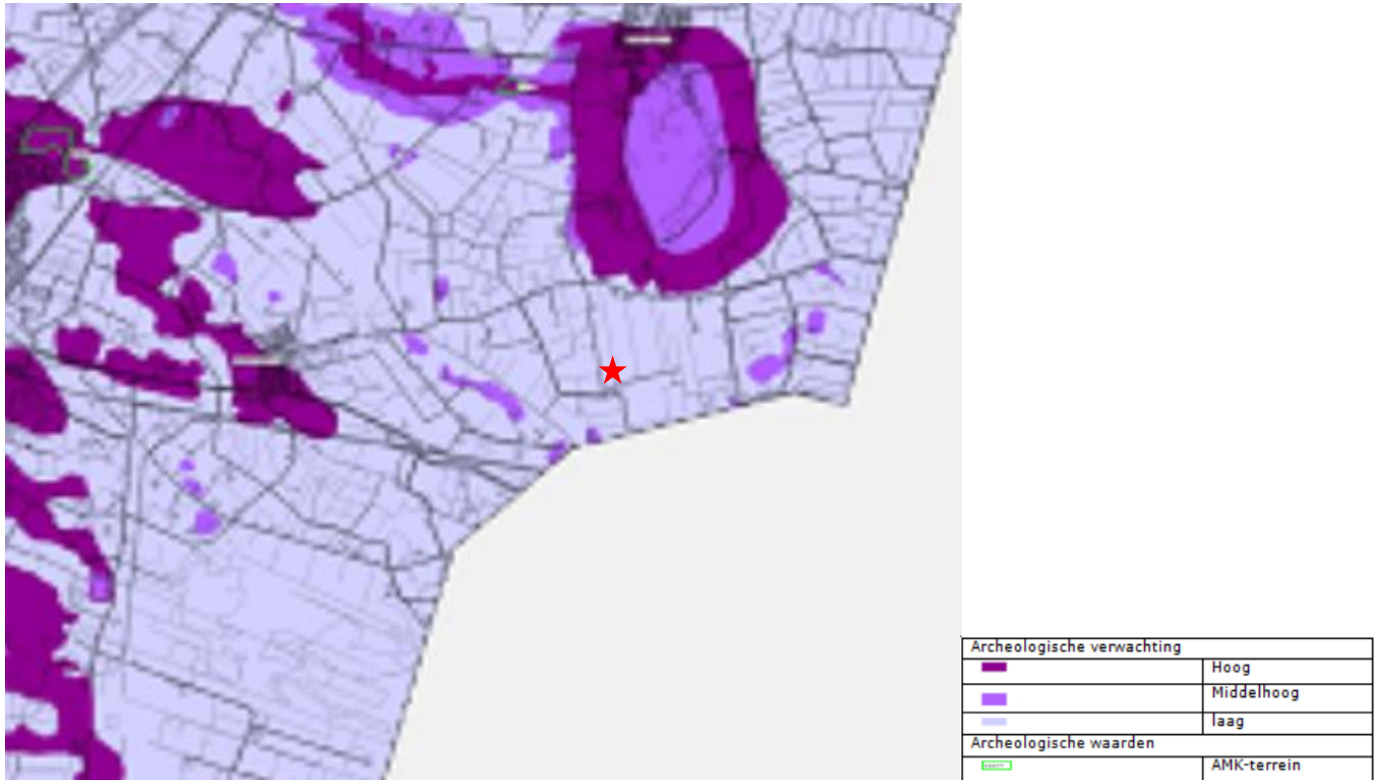 Archeologische verwachting
Hoog
Middelhoog
laag
Archeologische waarden
AMK-terrein